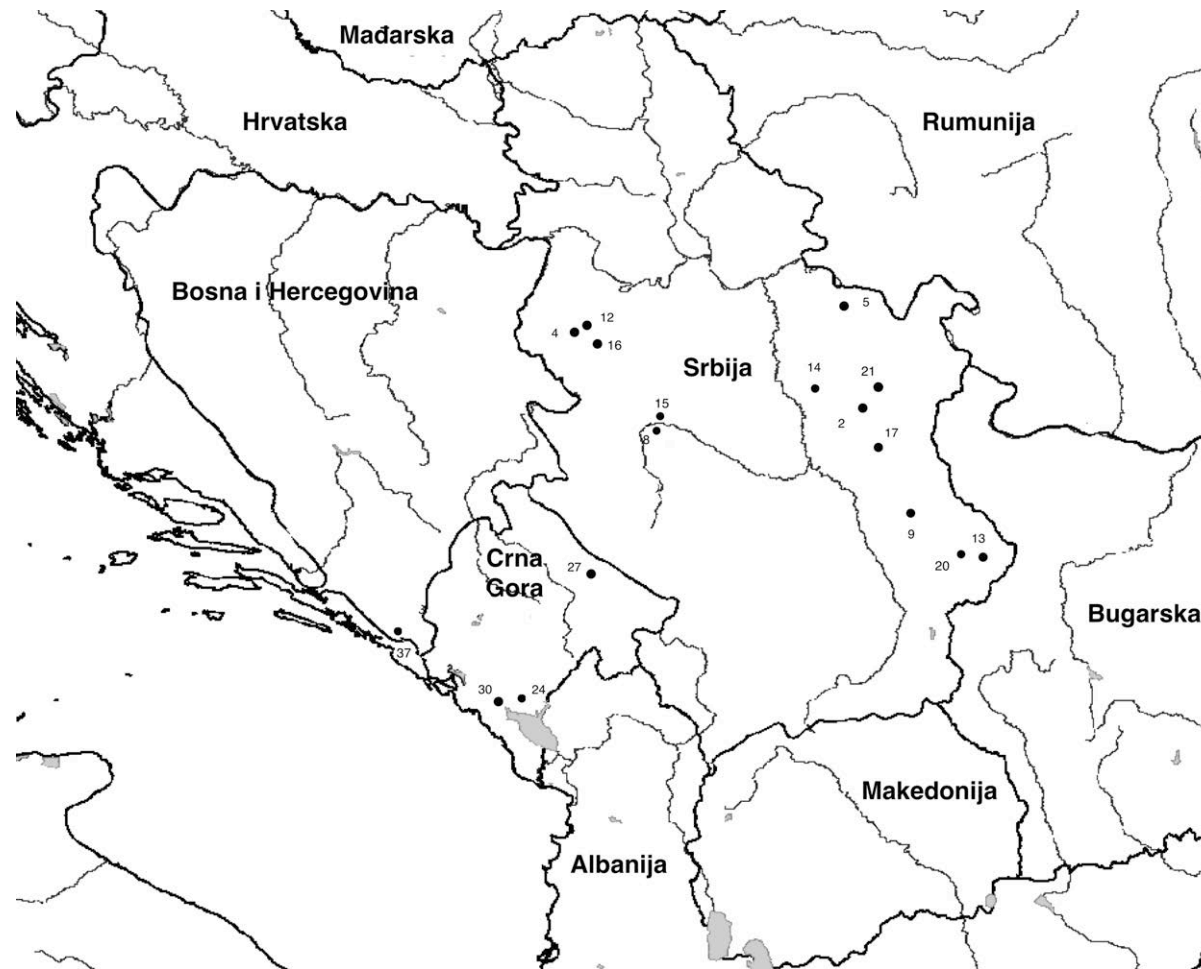 Mađarska
Hrvatska
Rumunija
Bosna i Hercegovina
5
12
4
16
Srbija
14
21
15
2
8
17
9
13
20
Crna
Gora
27
Bugarska
37
30
24
Makedonija
Albanija